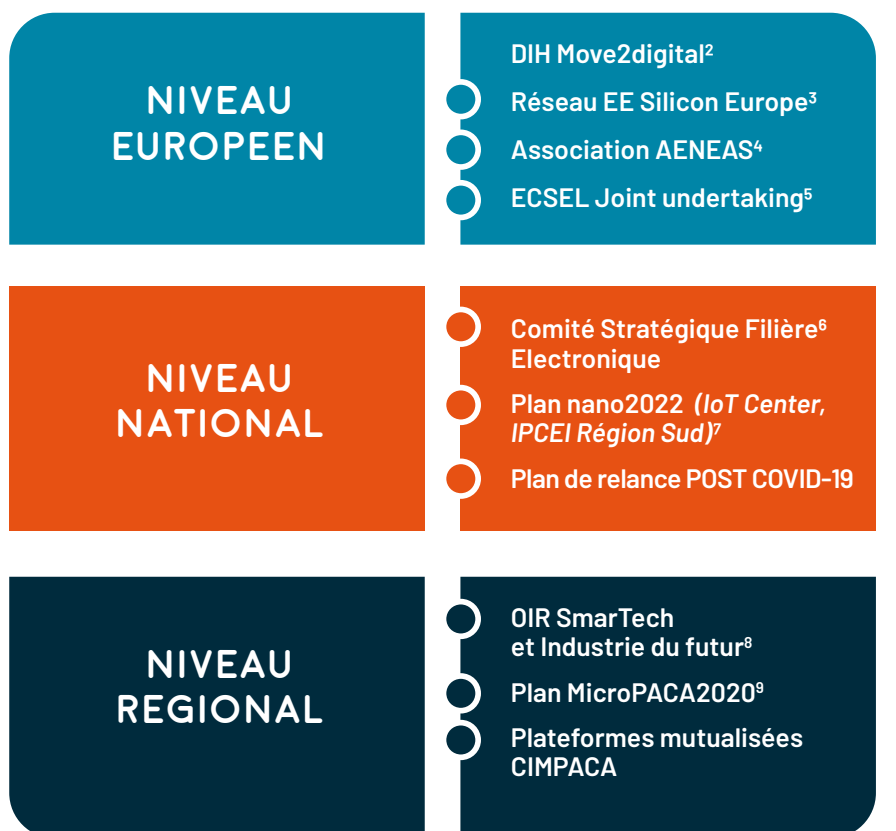 NIVEAU
EUROPEEN
DIH Move2digital²
Réseau EE Silicon Europe³
Association AENEAS⁴
ECSEL Joint undertaking⁵
NIVEAU
NATIONAL
Comité Stratégique Filière⁶
Electronique
Plan nano2022 (IoT Center,
IPCEI Région Sud)⁷
Plan de relance POST COVID-19
NIVEAU
REGIONAL
OIR SmarTech
et Industrie du futur⁸
Plan MicroPACA2020⁹
Plateformes mutualisées
CIMPACA